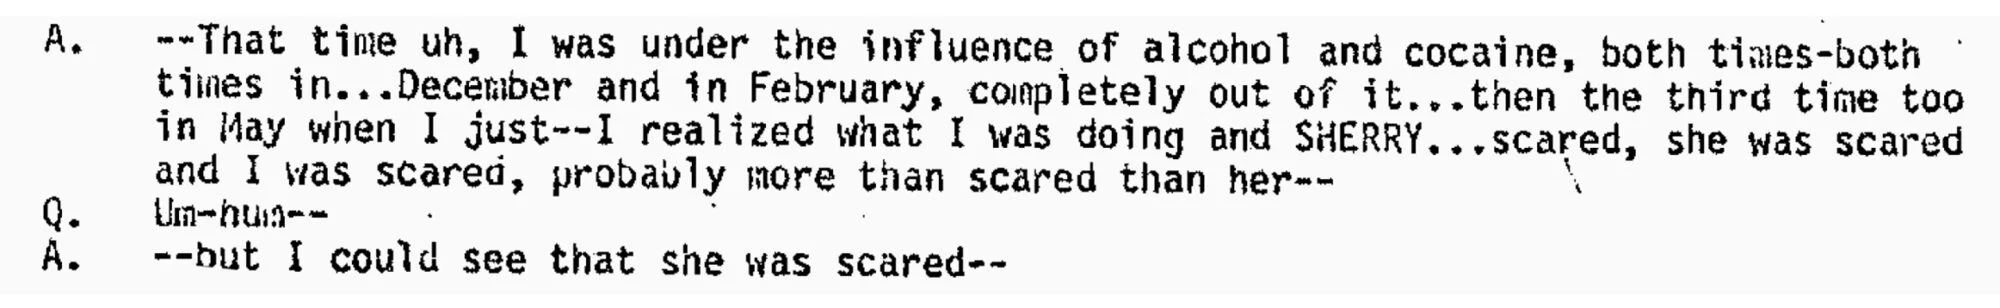 A. --That time uh, I was under the influence of alcohol and cocaine, both times-both
times in...December and in February, completely out of it...then the third time too
in May when I just--I realized what I was doing and SHERRY...scared, she was scared
and I was scared, probably more than scared than her--
Q. Um-hum--
A. --but I could see that she was scared--